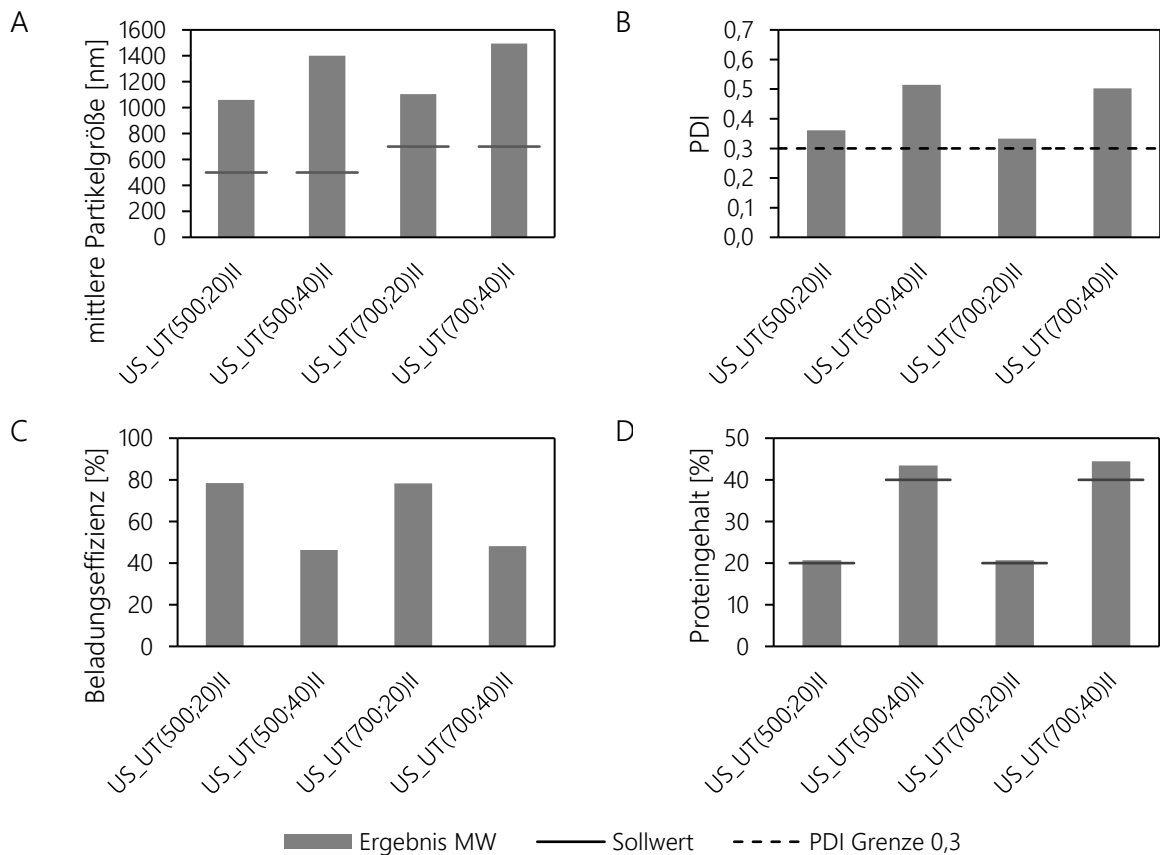 A
mittlere Partikelgröße [nm]
1600
1400
1200
1000
800
600
400
200
0
US_UT(500;20)II
US_UT(500;40)II
US_UT(700;20)II
US_UT(700;40)II
B
PDI
0,7
0,6
0,5
0,4
0,3
0,2
0,1
0,0
US_UT(500;20)II
US_UT(500;40)II
US_UT(700;20)II
US_UT(700;40)II
C
Beladungseffizienz [%]
100
80
60
40
20
0
US_UT(500;20)II
US_UT(500;40)II
US_UT(700;20)II
US_UT(700;40)II
D
Proteingehalt [%]
50
40
30
20
10
0
US_UT(500;20)II
US_UT(500;40)II
US_UT(700;20)II
US_UT(700;40)II
Ergebnis MW
Sollwert
PDI Grenze 0,3